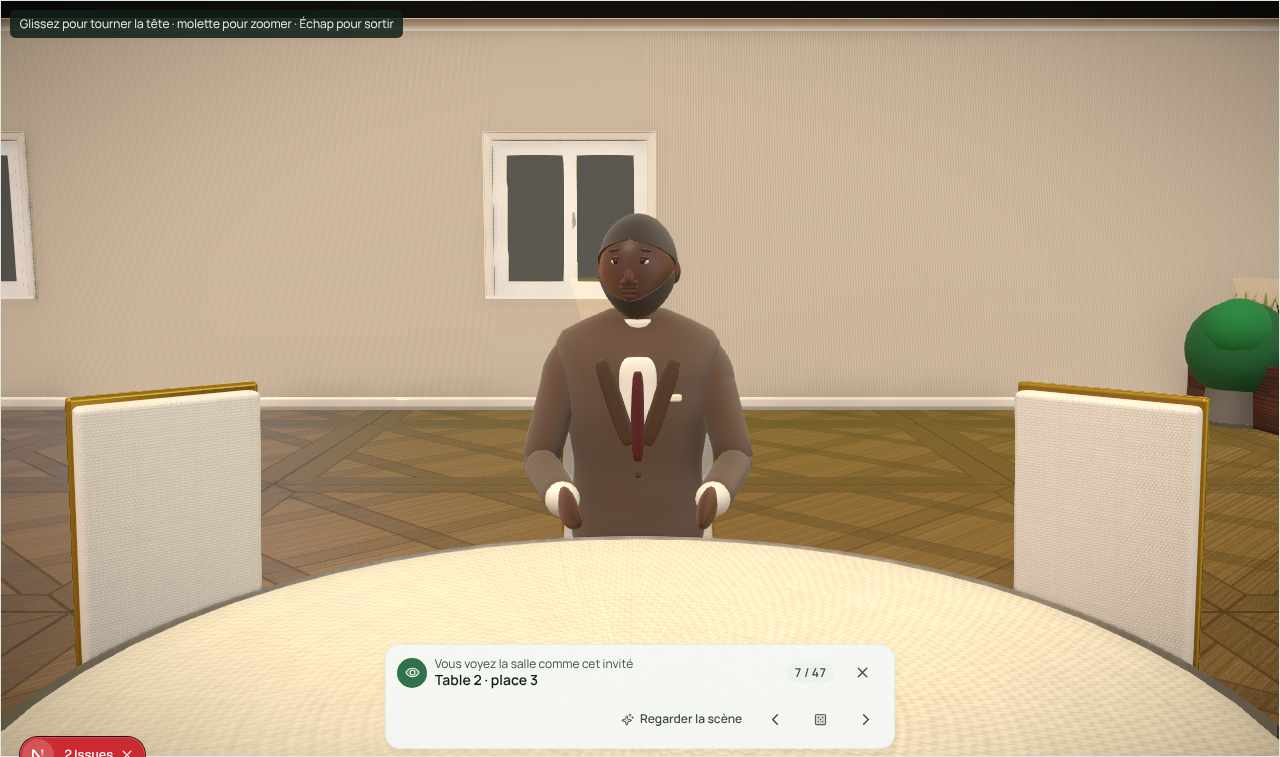 Glissez pour tourner la tête · molette pour zoomer · Échap pour sortir
Vous voyez la salle comme cet invité
Table 2 · place 3
7 / 47
Regarder la scène
N
2 Issues